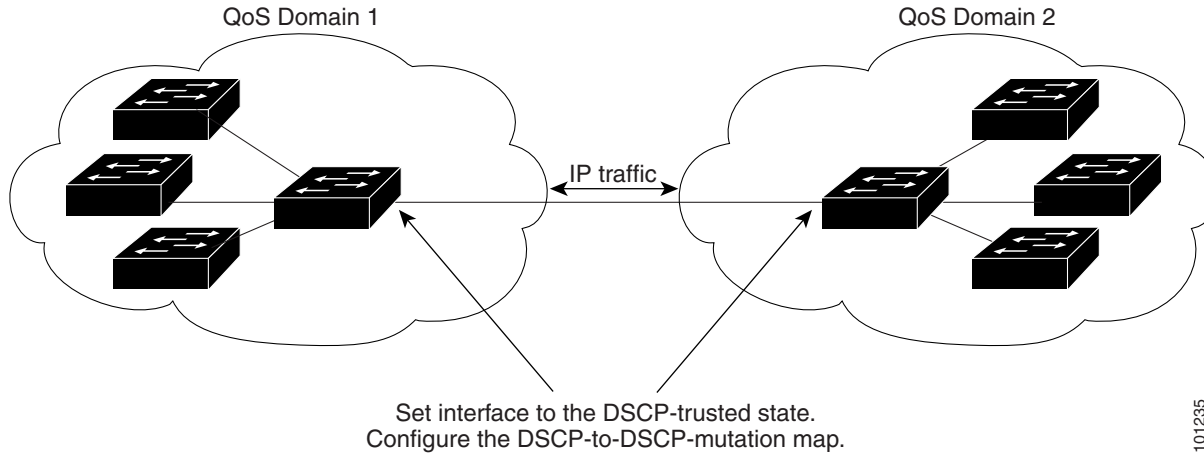 QoS Domain 1
QoS Domain 2
IP traffic
Set interface to the DSCP-trusted state.
Configure the DSCP-to-DSCP-mutation map.
101235